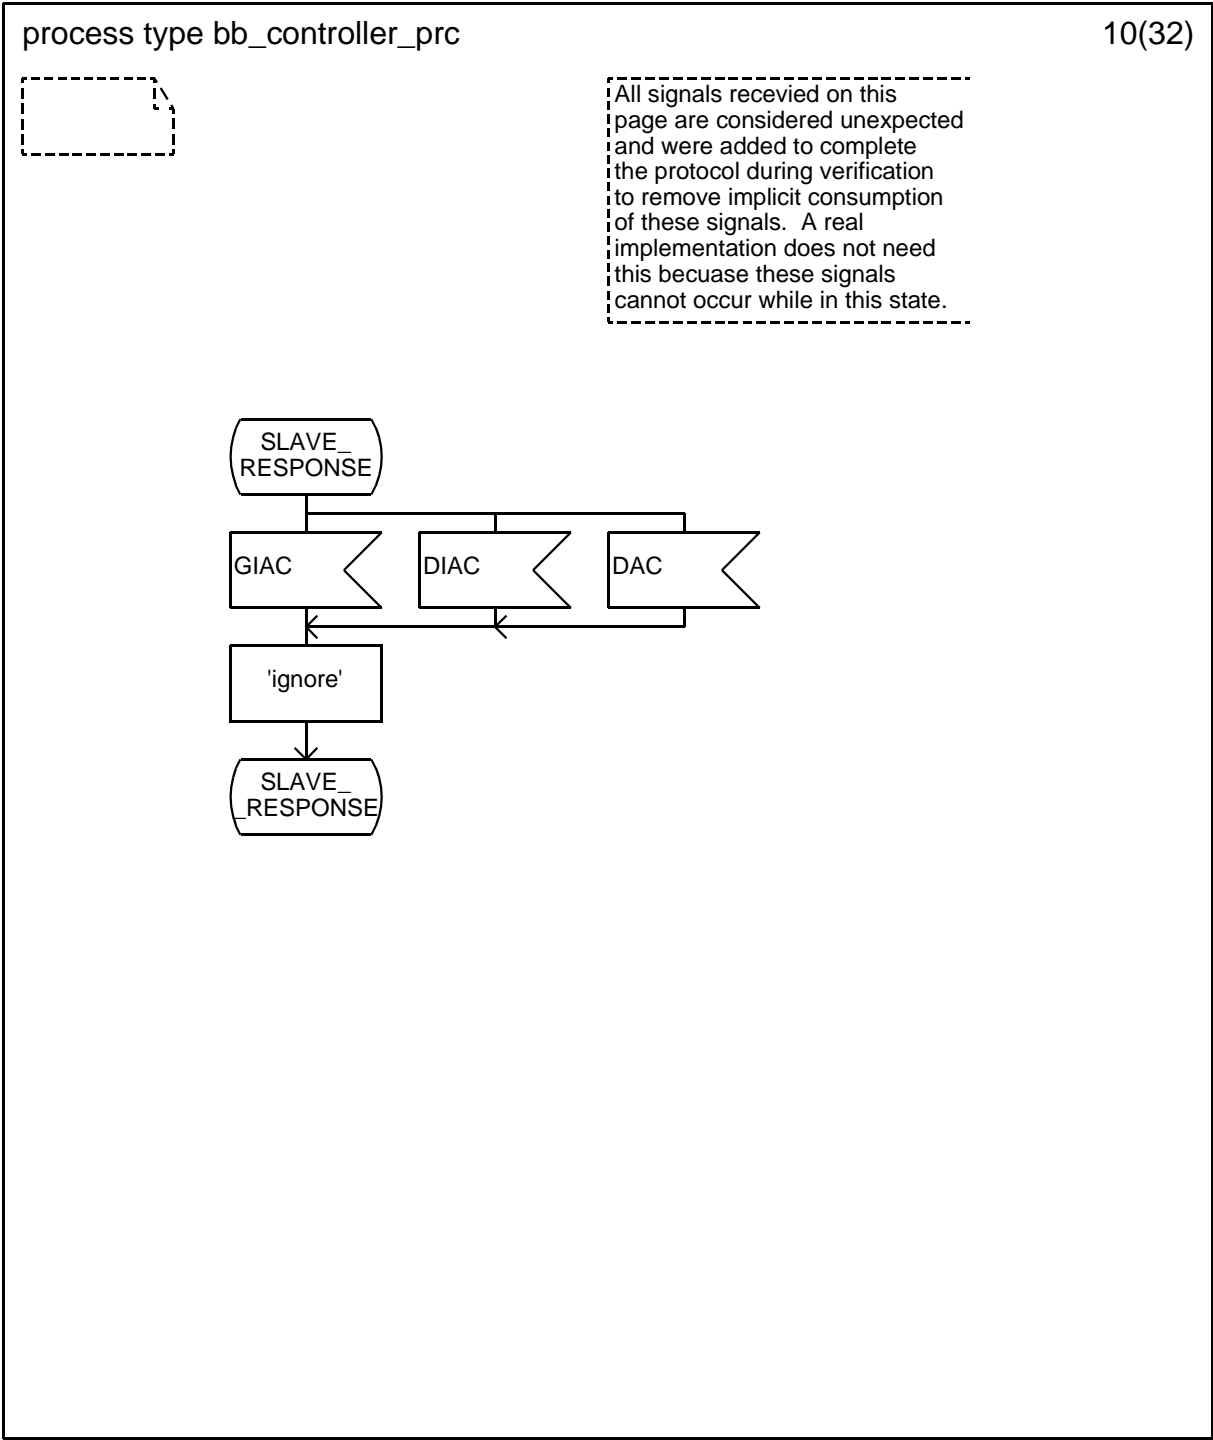 process type bb_controller_prc
10(32)
All signals recevied on this
page are considered unexpected
and were added to complete
the protocol during verification
to remove implicit consumption
of these signals.  A real
implementation does not need
this becuase these signals
cannot occur while in this state.
SLAVE_
RESPONSE
GIAC
DIAC
DAC
'ignore'
SLAVE_
_RESPONSE